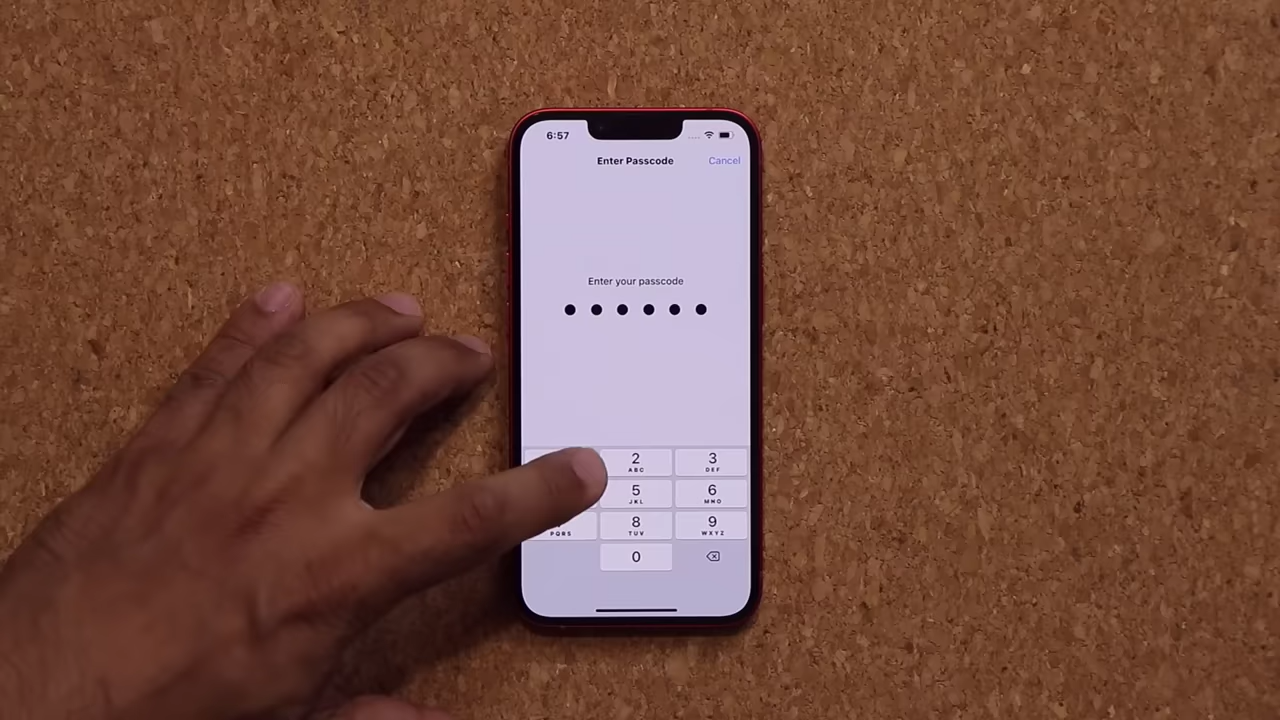 6:57
Enter Passcode
Cancel
Enter your passcode
2
ABC
3
DEF
5
JKL
6
MNO
PQRS
8
TUV
9
WXYZ
0